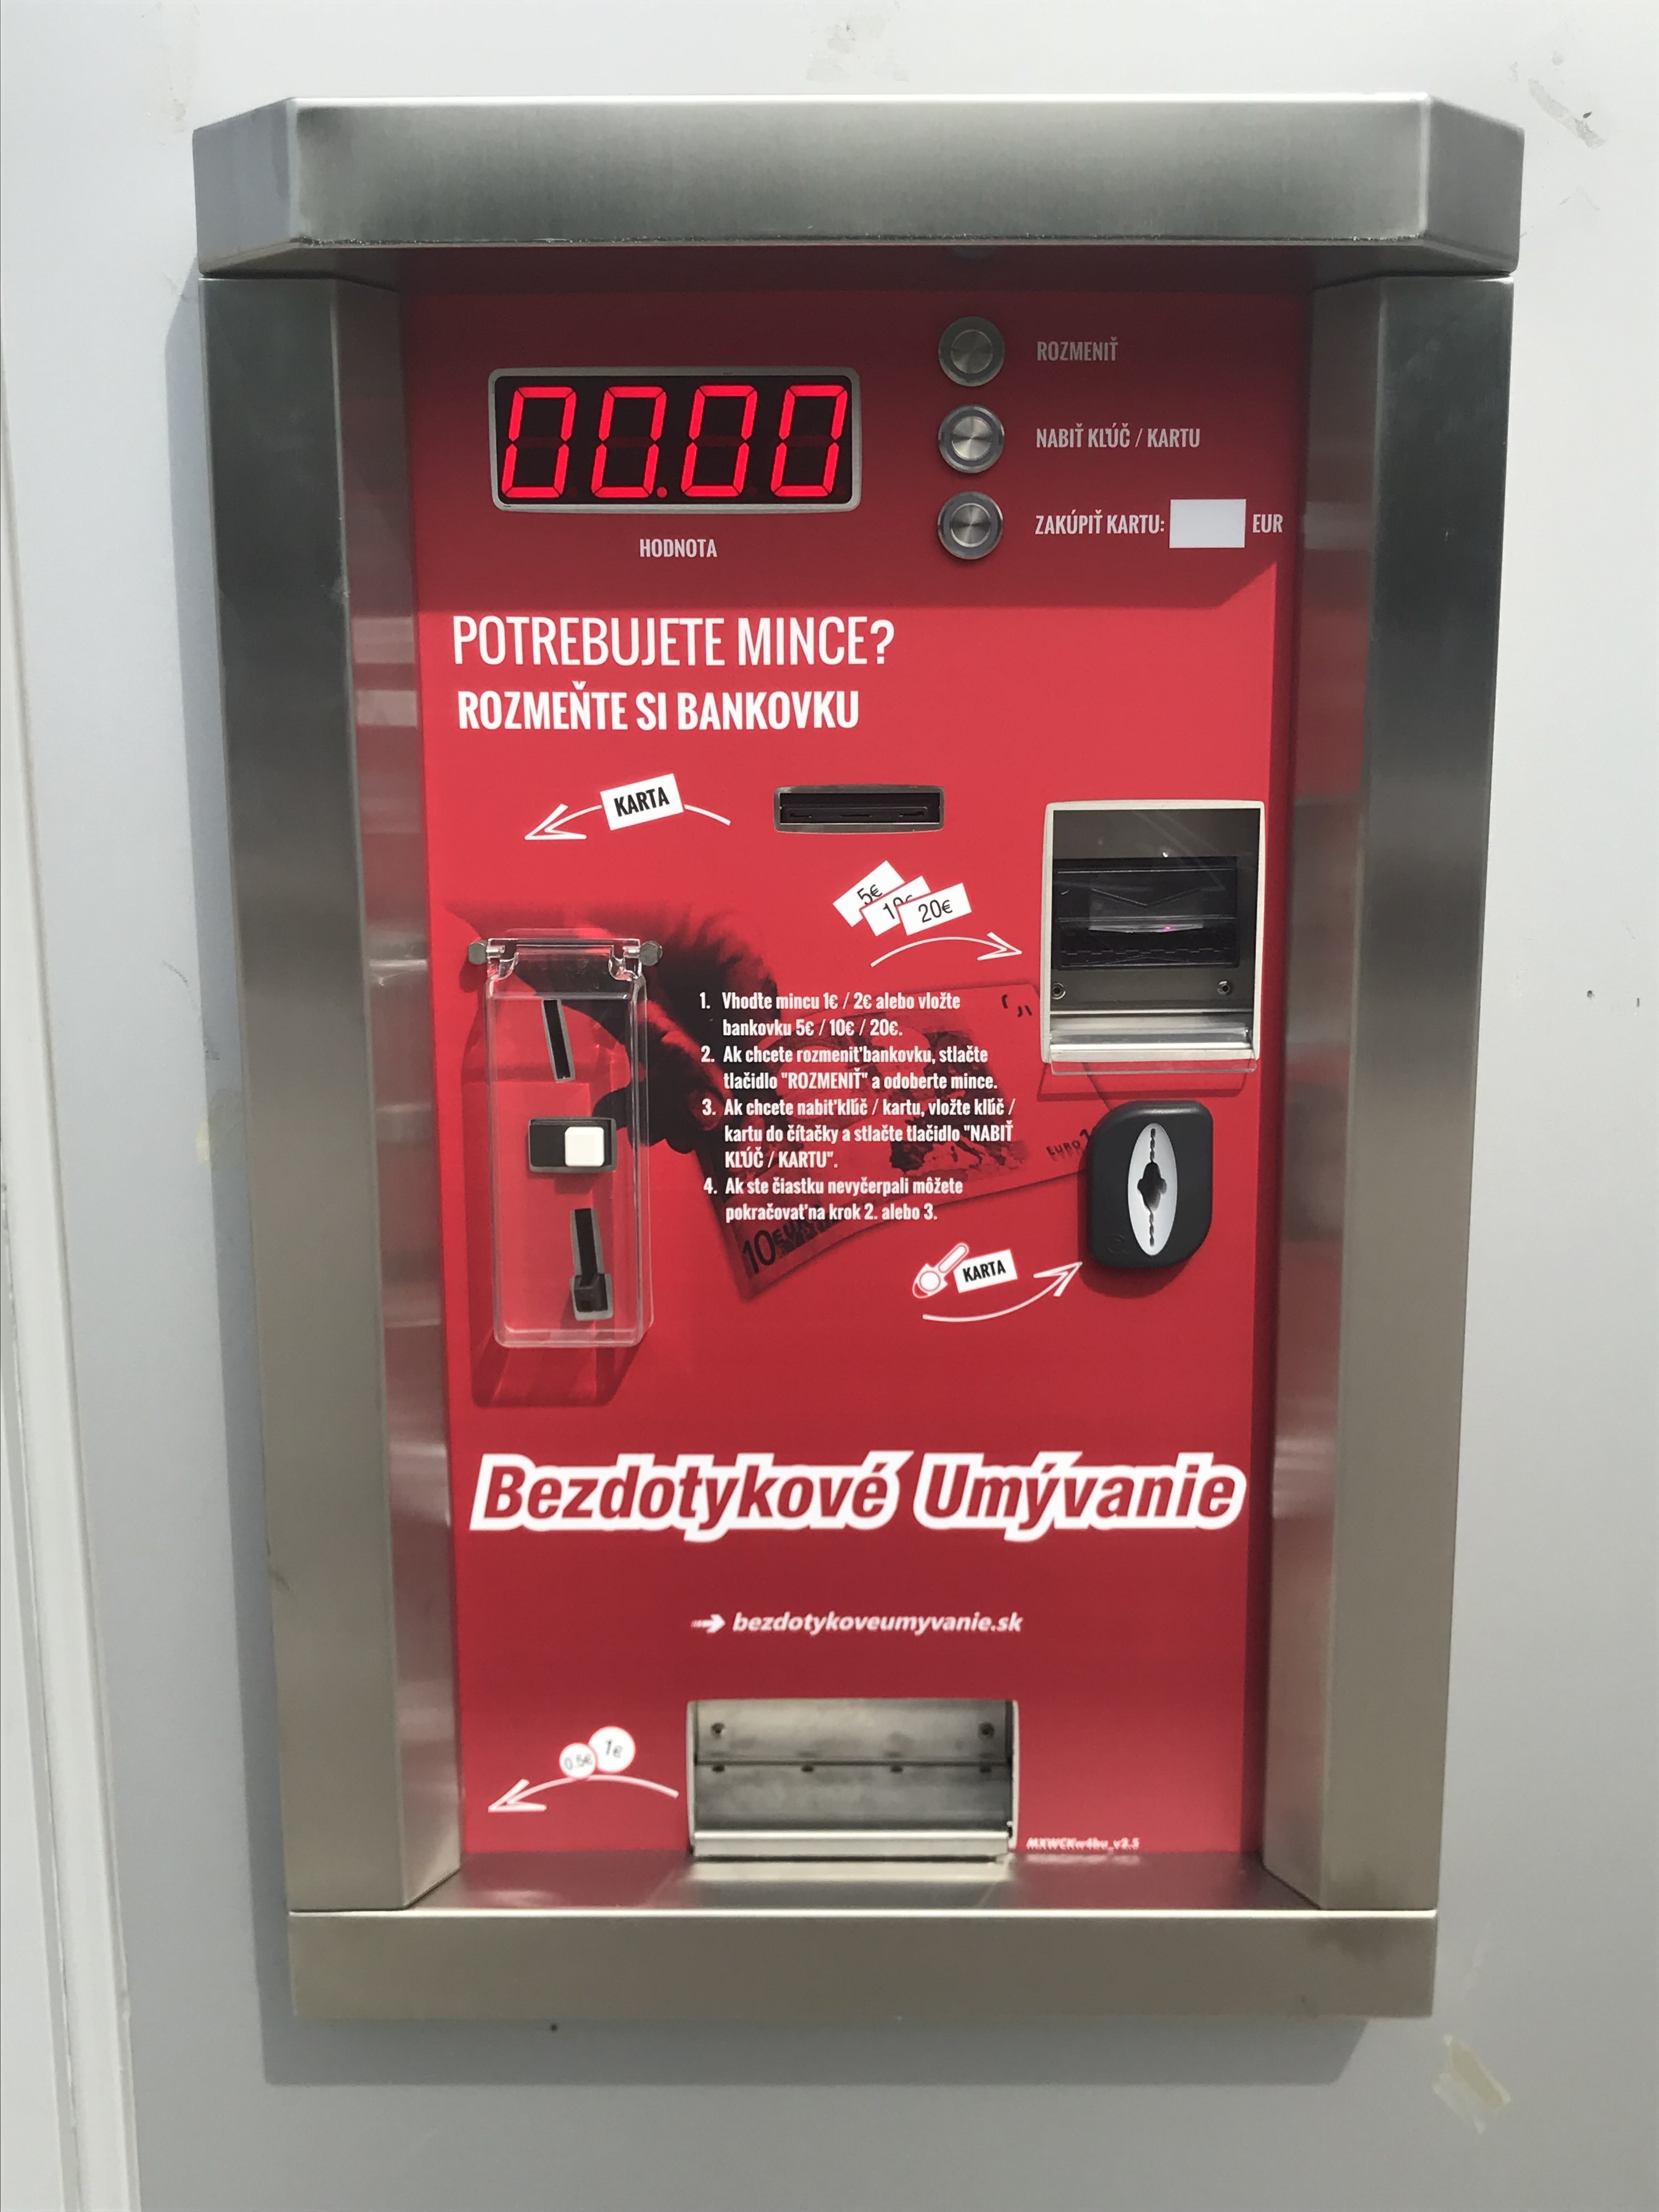 00.00
HODNOTA
ROZMENIŤ
NABIŤ KĽÚČ / KARTU
ZAKÚPIŤ KARTU: EUR
POTREBUJETE MINCE?
ROZMEŇTE SI BANKOVKU
KARTA
5€
20€
1. Vhoďte mincu 1€ / 2€ alebo vložte
bankovku 5€ / 10€ / 20€.
2. Ak chcete rozmeniť bankovku, stlačte
tlačidlo "ROZMENIŤ" a odoberte mince.
3. Ak chcete nabiť kľúč / kartu, vložte kľúč /
kartu do čítačky a stlačte tlačidlo "NABIŤ
KĽÚČ / KARTU".
4. Ak ste čiastku nevyčerpali môžete
pokračovať na krok 2. alebo 3.
EURO
10 EURO
KARTA
Bezdotykové Umývanie
bezdotykoveumyvanie.sk
0.5€ 1€